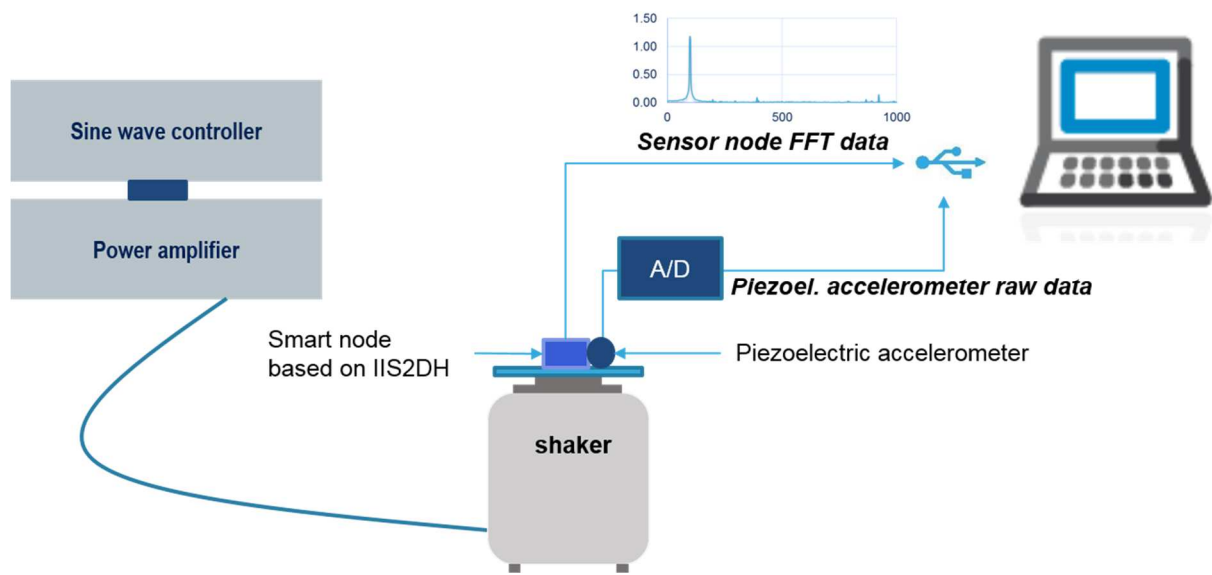 1.50
1.00
0.50
0.00
0 500 1000
Sensor node FFT data
Sine wave controller
Power amplifier
A/D
Piezoel. accelerometer raw data
Smart node
based on IIS2DH
Piezoelectric accelerometer
shaker